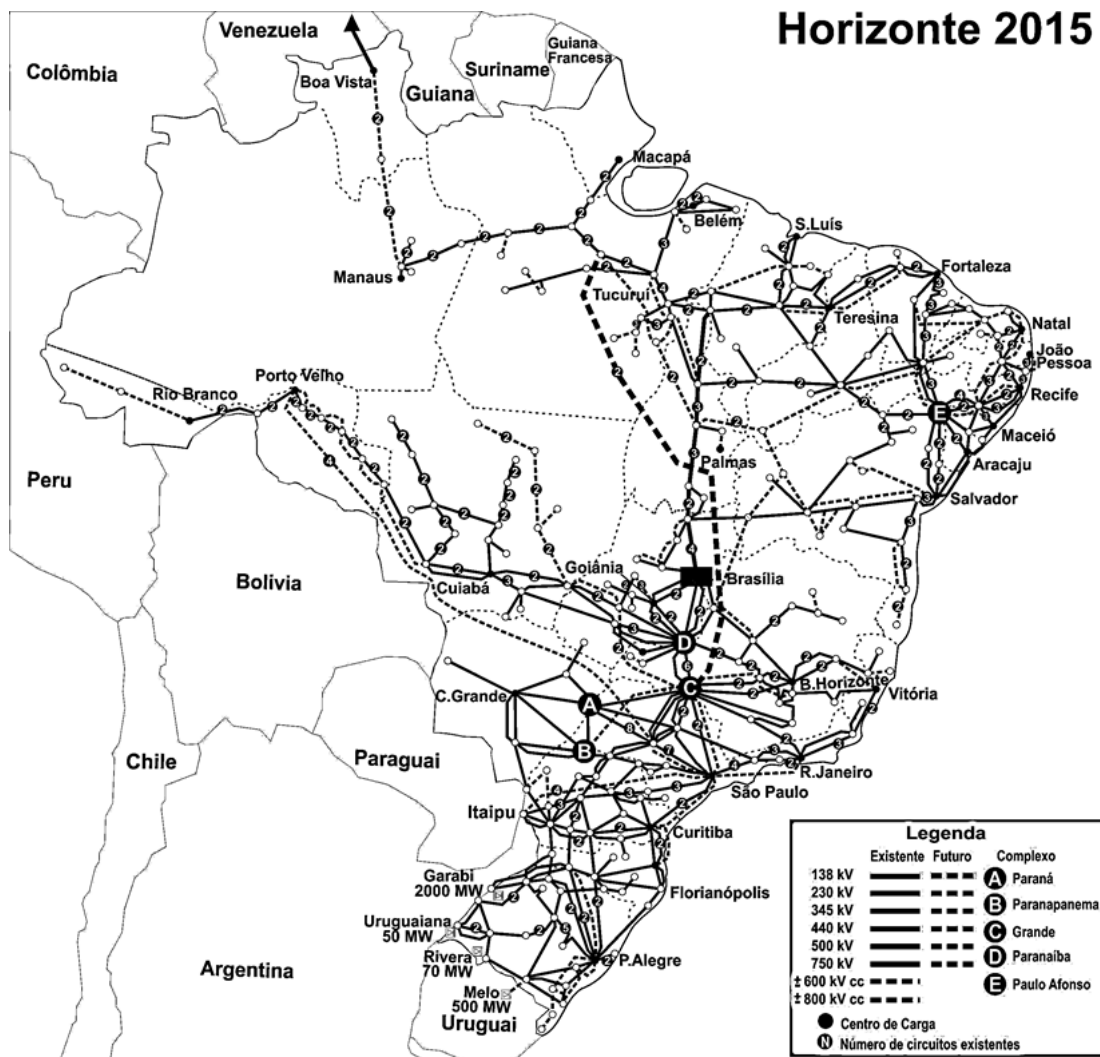 Horizonte 2015
Venezuela
Guiana
Francesa
Suriname
Colômbia
Boa Vista
Guiana
Macapá
Belém
S.Luís
Manaus
Fortaleza
Tucuruí
Teresina
Natal
João
Pessoa
Porto Velho
Rio Branco
Recife
E
Maceió
Palmas
Aracaju
Peru
Salvador
Bolívia
Goiânia
Brasília
Cuiabá
D
C
B.Horizonte
Vitória
C.Grande
A
B
Chile
Paraguai
R.Janeiro
São Paulo
Itaipu
Curitiba
Garabi
2000 MW
Florianópolis
Uruguaiana
50 MW
Rivera
70 MW
P.Alegre
Melo
500 MW
Argentina
Uruguai
Legenda
Existente Futuro Complexo
138 kV
A Paraná
230 kV
345 kV
B Paranapanema
440 kV
C Grande
500 kV
D Paranaíba
750 kV
±600 kV cc
E Paulo Afonso
±800 kV cc
Centro de Carga
N Número de circuitos existentes